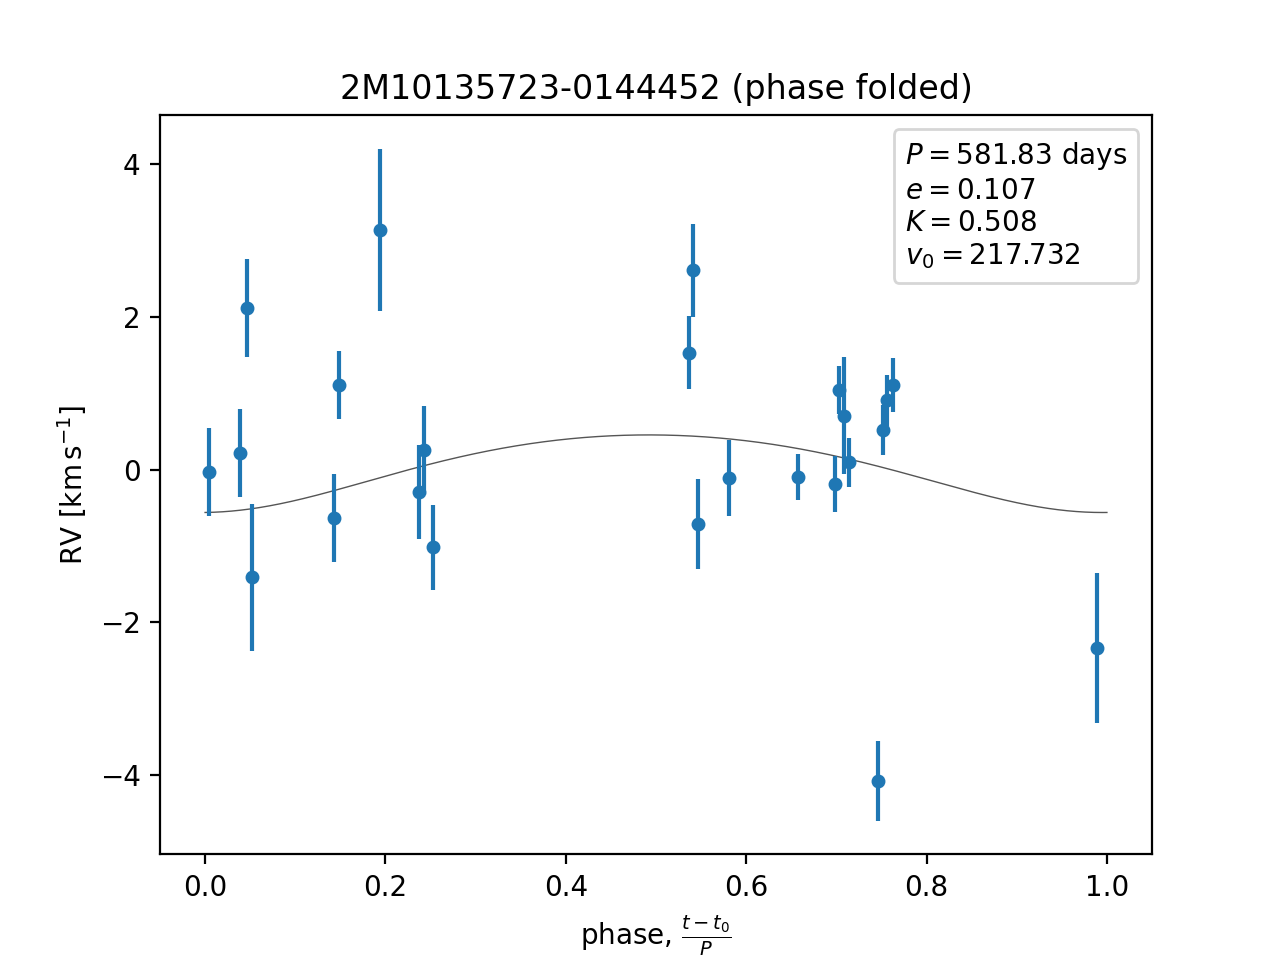 2M10135723-0144452 (phase folded)
P = 581.83 days
e = 0.107
K = 0.508
v₀ = 217.732
RV [km s⁻¹]
4
2
0
−2
−4
0.0 0.2 0.4 0.6 0.8 1.0
phase, (t − t₀)/P